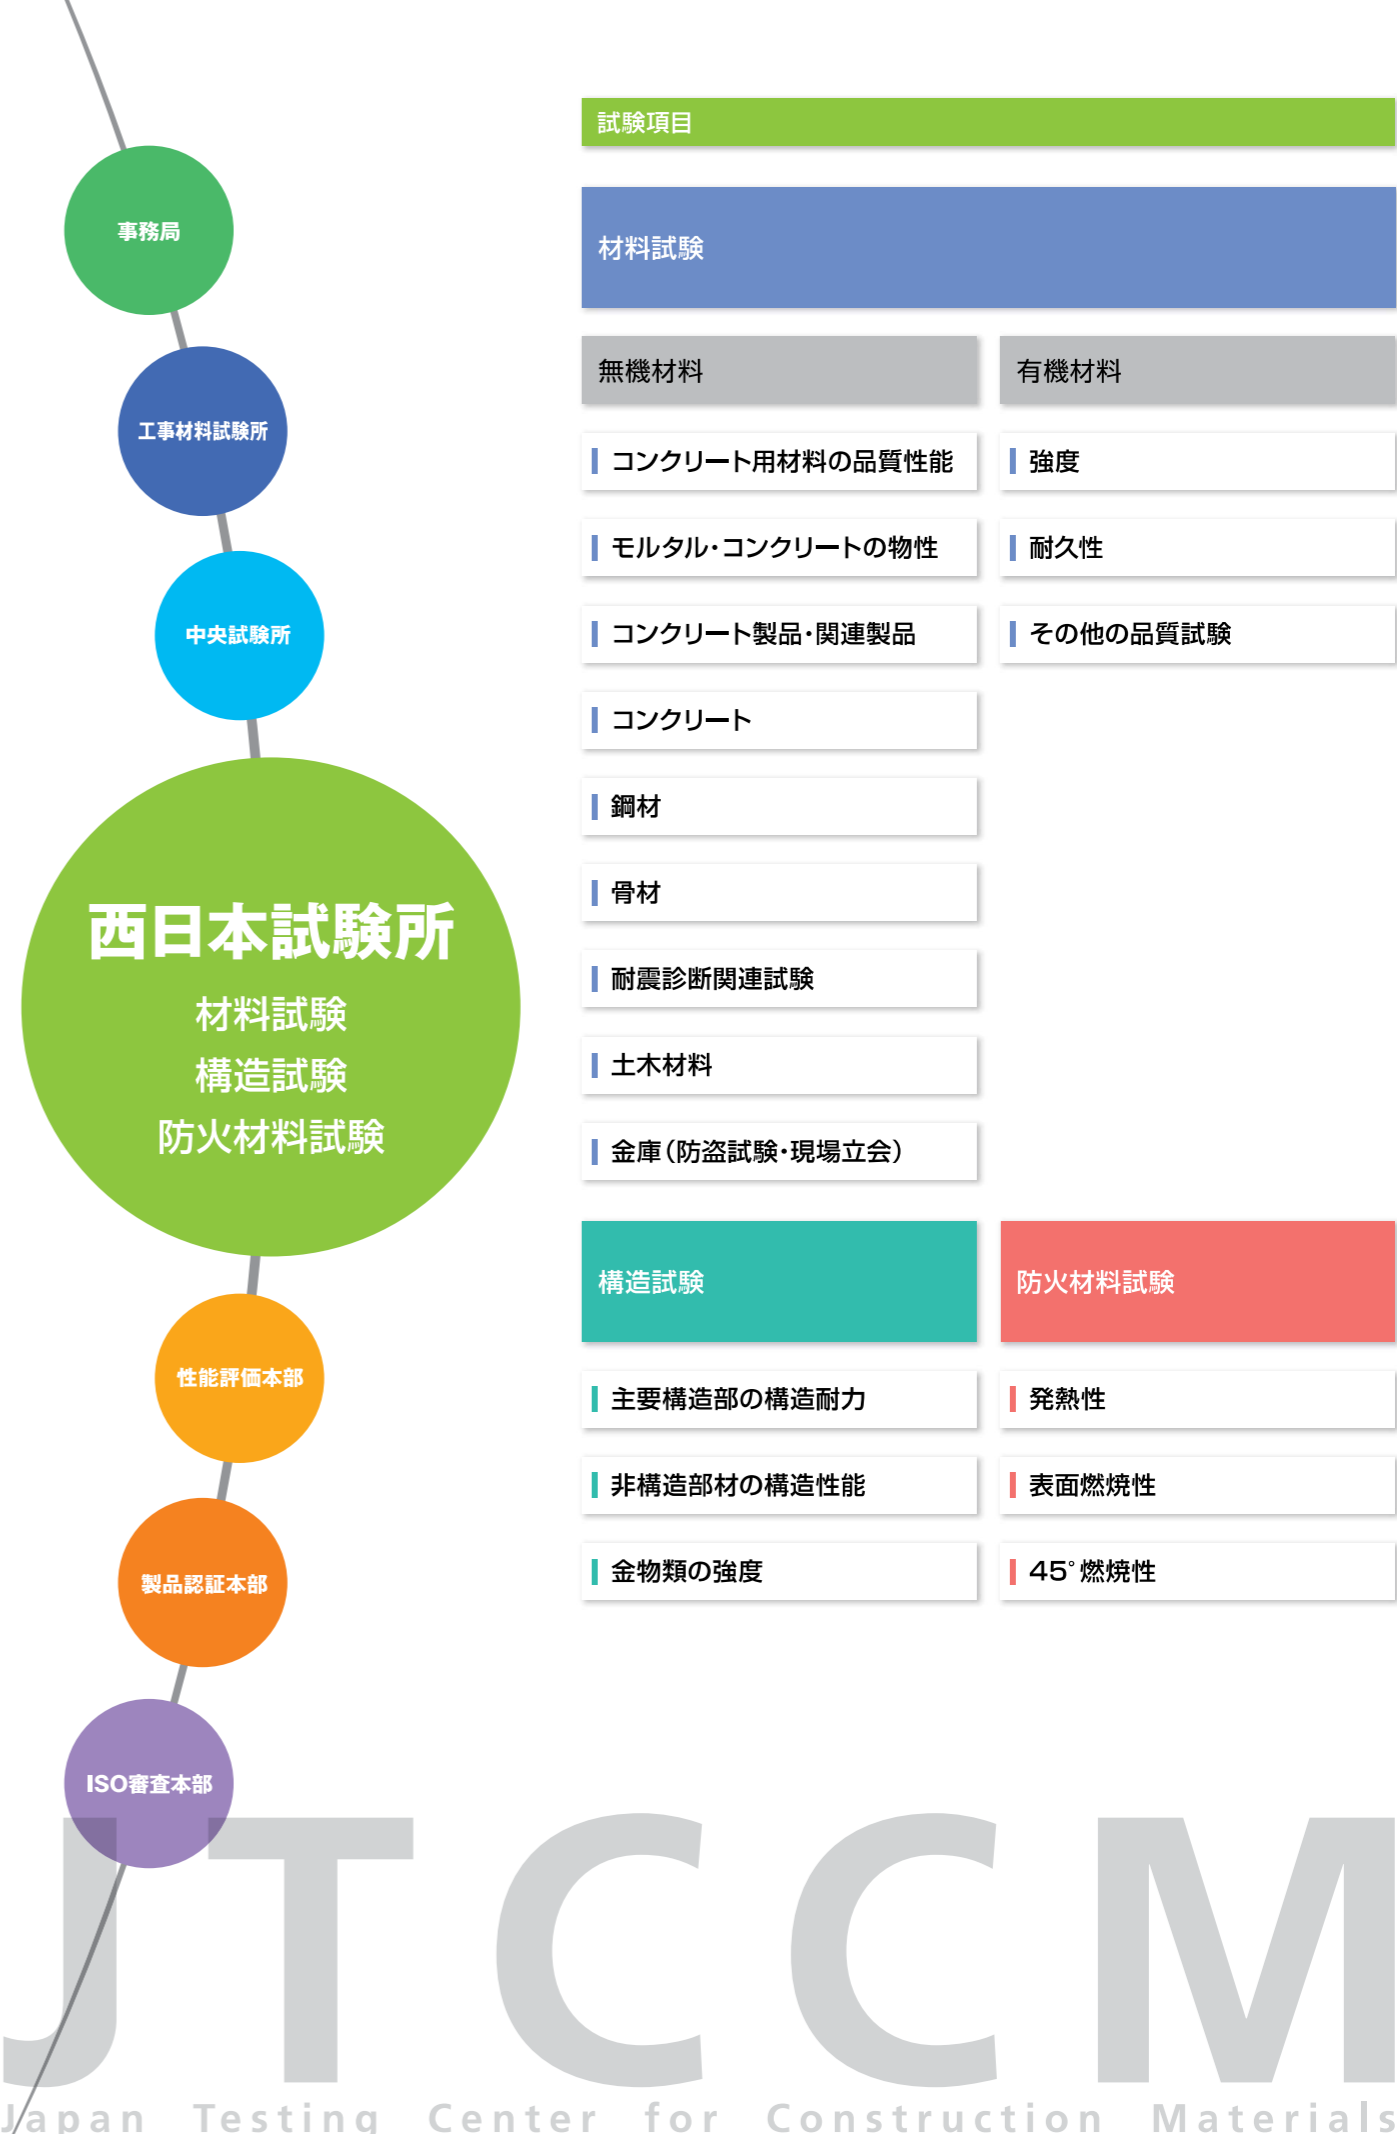 事務局
工事材料試験所
中央試験所
西日本試験所
材料試験
構造試験
防火材料試験
性能評価本部
製品認証本部
ISO審査本部
試験項目
材料試験
無機材料
コンクリート用材料の品質性能
モルタル・コンクリートの物性
コンクリート製品・関連製品
コンクリート
鋼材
骨材
耐震診断関連試験
土木材料
金庫（防盗試験・現場立会）
有機材料
強度
耐久性
その他の品質試験
構造試験
主要構造部の構造耐力
非構造部材の構造性能
金物類の強度
防火材料試験
発熱性
表面燃焼性
45°燃焼性
JTCCM
Japan Testing Center for Construction Materials